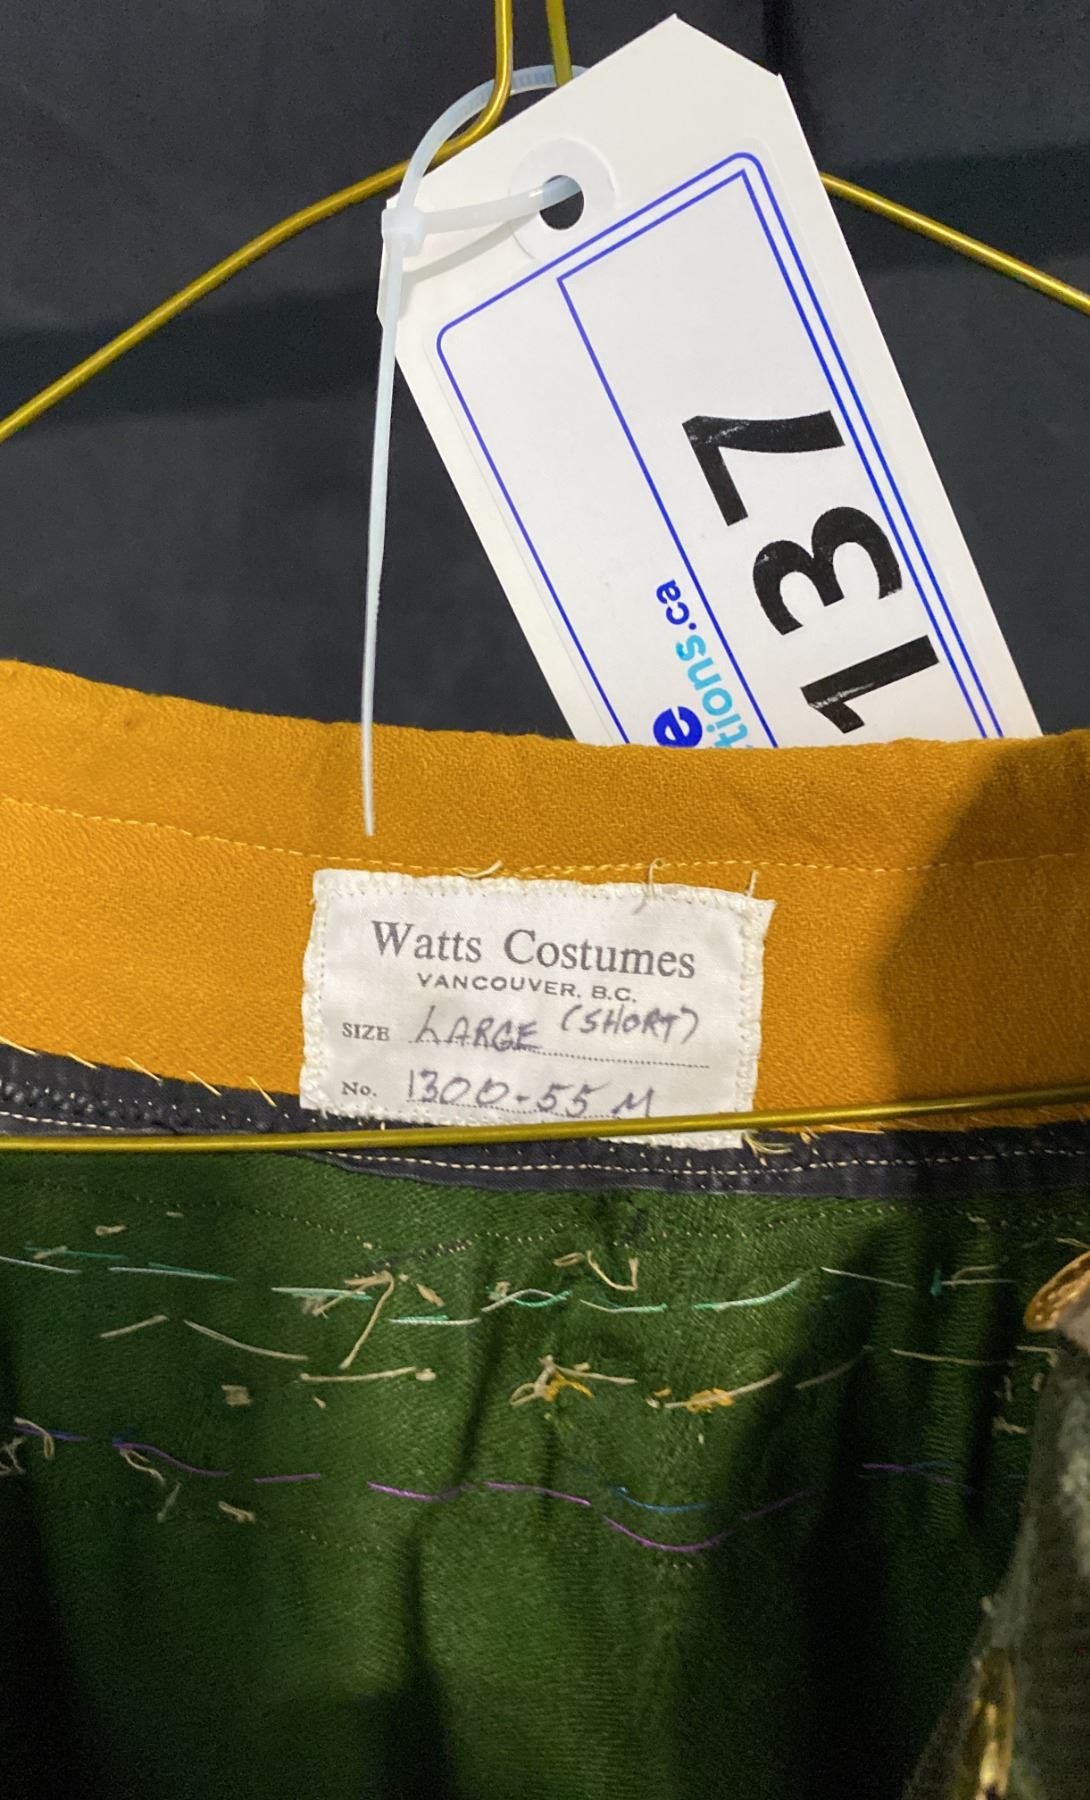 137
e
tions.ca
Watts Costumes
VANCOUVER, B.C.
SIZE LARGE (SHORT)
No. 1300-55 M